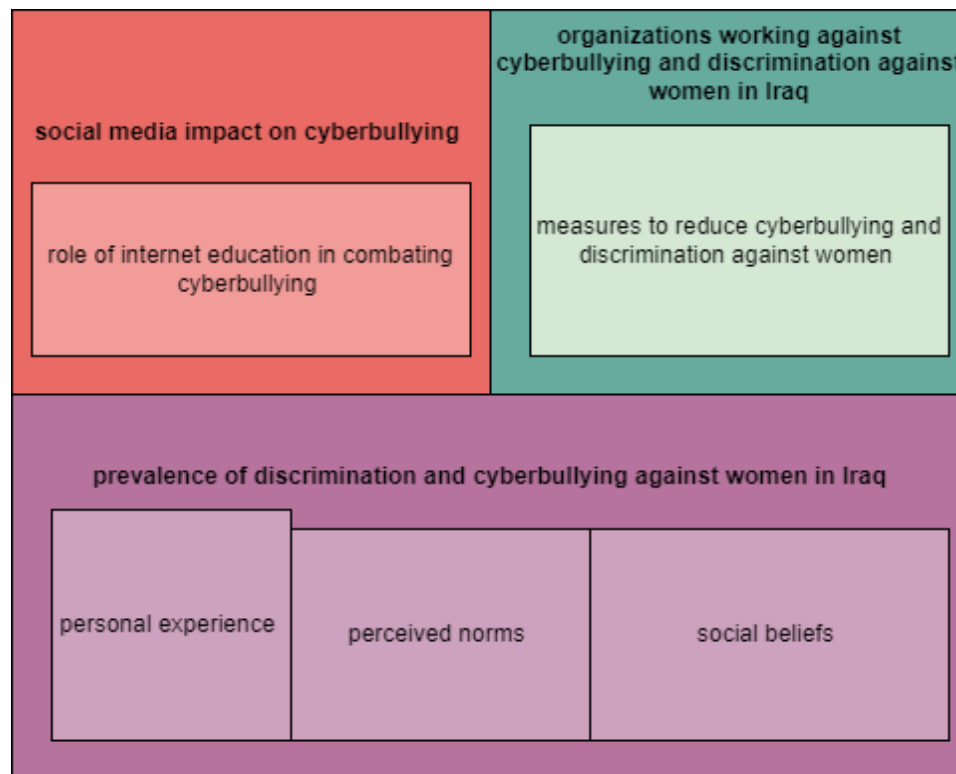 social media impact on cyberbullying
role of internet education in combating
cyberbullying
organizations working against
cyberbullying and discrimination against
women in Iraq
measures to reduce cyberbullying and
discrimination against women
prevalence of discrimination and cyberbullying against women in Iraq
personal experience
perceived norms
social beliefs